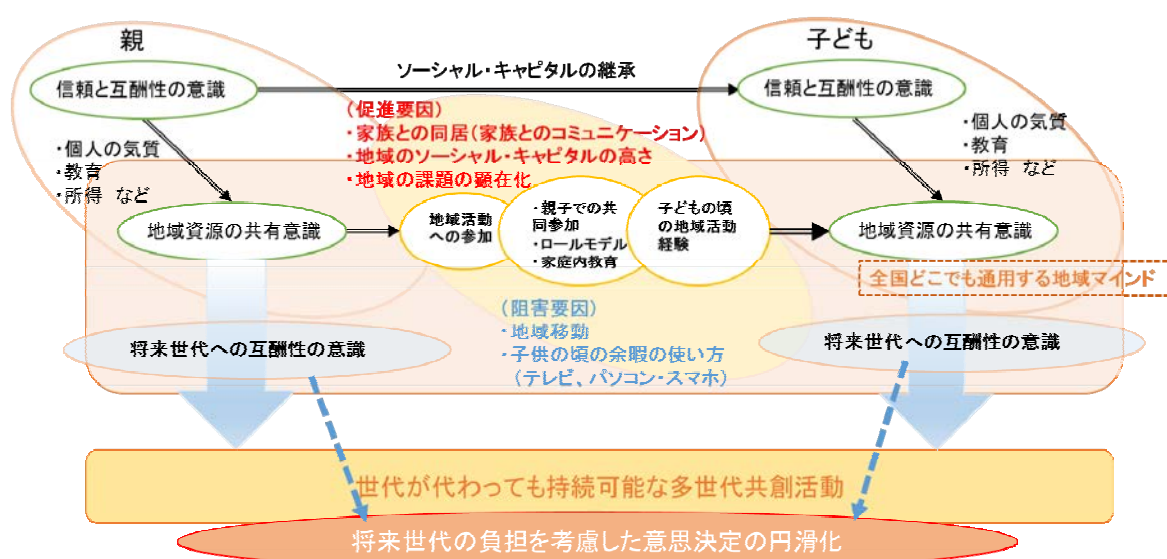 親
子ども
信頼と互酬性の意識
ソーシャル・キャピタルの継承
信頼と互酬性の意識
(促進要因)
・家族との同居(家族とのコミュニケーション)
・地域のソーシャル・キャピタルの高さ
・地域の課題の顕在化
・個人の気質
・教育
・所得 など
・個人の気質
・教育
・所得 など
地域資源の共有意識
地域活動
への参加
・親子での共
同参加
・ロールモデル
・家庭内教育
子どもの頃
の地域活動
経験
地域資源の共有意識
全国どこでも通用する地域マインド
(阻害要因)
・地域移動
・子供の頃の余暇の使い方
(テレビ、パソコン・スマホ)
将来世代への互酬性の意識
将来世代への互酬性の意識
世代が代わっても持続可能な多世代共創活動
将来世代の負担を考慮した意思決定の円滑化